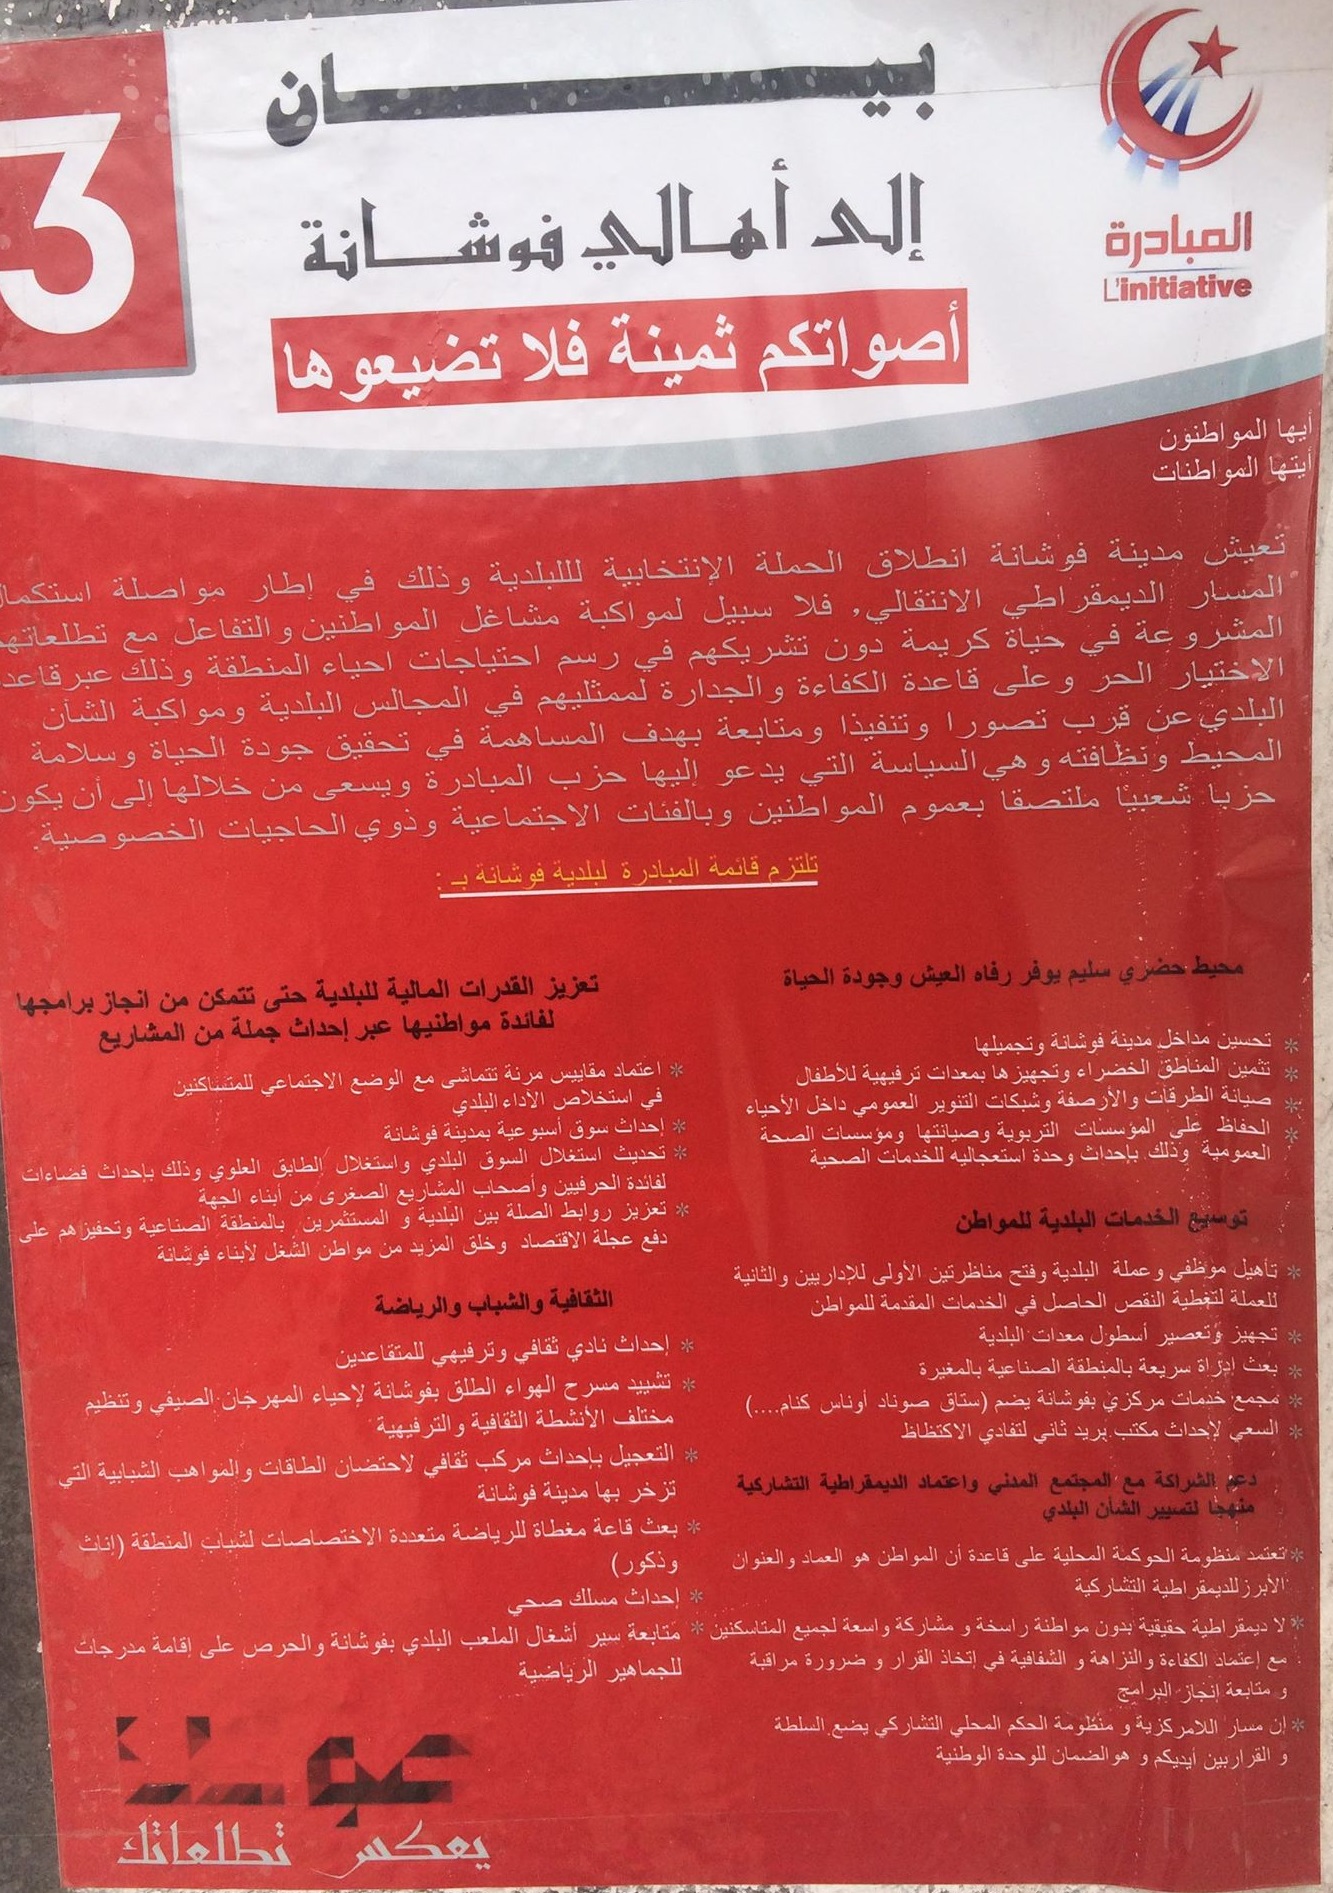 بيان
إلى أهالي فوشانة
أصواتكم ثمينة فلا تضيعوها
3
المبادرة
L'initiative
أيها المواطنون
أيتها المواطنات
تعيش مدينة فوشانة انطلاق الحملة الإنتخابية لللبلدية وذلك في إطار مواصلة استكمال
المسار الديمقراطي الانتقالي, فلا سبيل لمواكبة مشاغل المواطنين والتفاعل مع تطلعاتهم
المشروعة في حياة كريمة دون تشريكهم في رسم احتياجات احياء المنطقة وذلك عبر قاعدة
الاختيار الحر وعلى قاعدة الكفاءة والجدارة لممثليهم في المجالس البلدية ومواكبة الشأن
البلدي عن قرب تصورا وتنفيذا ومتابعة بهدف المساهمة في تحقيق جودة الحياة وسلامة
المحيط ونظافته وهي السياسة التي يدعو إليها حزب المبادرة ويسعى من خلالها إلى أن يكون
حزبا شعبيا ملتصقا بعموم المواطنين وبالفئات الاجتماعية وذوي الحاجيات الخصوصية.
تلتزم قائمة المبادرة لبلدية فوشانة بـ :
محيط حضري سليم يوفر رفاه العيش وجودة الحياة
* تحسين مداخل مدينة فوشانة وتجميلها
* تثمين المناطق الخضراء وتجهيزها بمعدات ترفيهية للأطفال
* صيانة الطرقات والأرصفة وشبكات التنوير العمومي داخل الأحياء
* الحفاظ على المؤسسات التربوية وصيانتها ومؤسسات الصحة
العمومية وذلك بإحداث وحدة استعجاليه للخدمات الصحية
توسيع الخدمات البلدية للمواطن
* تأهيل موظفي وعملة البلدية وفتح مناظرتين الأولى للإداريين والثانية
للعملة لتغطية النقص الحاصل في الخدمات المقدمة للمواطن
* تجهيز وتعصير أسطول معدات البلدية
* بعث إدارة سريعة بالمنطقة الصناعية بالمغيرة
* مجمع خدمات مركزي بفوشانة يضم (ستاق صوناد أوناس كنام....)
* السعي لإحداث مكتب بريد ثاني لتفادي الاكتظاظ
دعم الشراكة مع المجتمع المدني واعتماد الديمقراطية التشاركية
منهجا لتسيير الشأن البلدي
* تعتمد منظومة الحوكمة المحلية على قاعدة أن المواطن هو العماد والعنوان
الأبرز للديمقراطية التشاركية
* لا ديمقراطية حقيقية بدون مواطنة راسخة و مشاركة واسعة لجميع المتاسكنين
مع إعتماد الكفاءة والنزاهة و الشفافية في إتخاذ القرار و ضرورة مراقبة
و متابعة إنجاز البرامج
* إن مسار اللامركزية و منظومة الحكم المحلي التشاركي يضع السلطة
و القرار بين أيديكم و هو الضمان للوحدة الوطنية
تعزيز القدرات المالية للبلدية حتى تتمكن من انجاز برامجها
لفائدة مواطنيها عبر إحداث جملة من المشاريع
* اعتماد مقاييس مرنة تتماشى مع الوضع الاجتماعي للمتساكنين
في استخلاص الأداء البلدي
* إحداث سوق أسبوعية بمدينة فوشانة
* تحديث استغلال السوق البلدي واستغلال الطابق العلوي وذلك بإحداث فضاءات
لفائدة الحرفيين وأصحاب المشاريع الصغرى من أبناء الجهة
* تعزيز روابط الصلة بين البلدية و المستثمرين بالمنطقة الصناعية وتحفيزهم على
دفع عجلة الاقتصاد وخلق المزيد من مواطن الشغل لأبناء فوشانة
الثقافية والشباب والرياضة
* إحداث نادي ثقافي وترفيهي للمتقاعدين
* تشييد مسرح الهواء الطلق بفوشانة لإحياء المهرجان الصيفي وتنظيم
مختلف الأنشطة الثقافية و الترفيهية
* التعجيل بإحداث مركب ثقافي لاحتضان الطاقات والمواهب الشبابية التي
تزخر بها مدينة فوشانة
* بعث قاعة مغطاة للرياضة متعددة الاختصاصات لشباب المنطقة (إناث
وذكور)
* إحداث مسلك صحي
* متابعة سير أشغال الملعب البلدي بفوشانة والحرص على إقامة مدرجات
للجماهير الرياضية
يعكس تطلعاتك